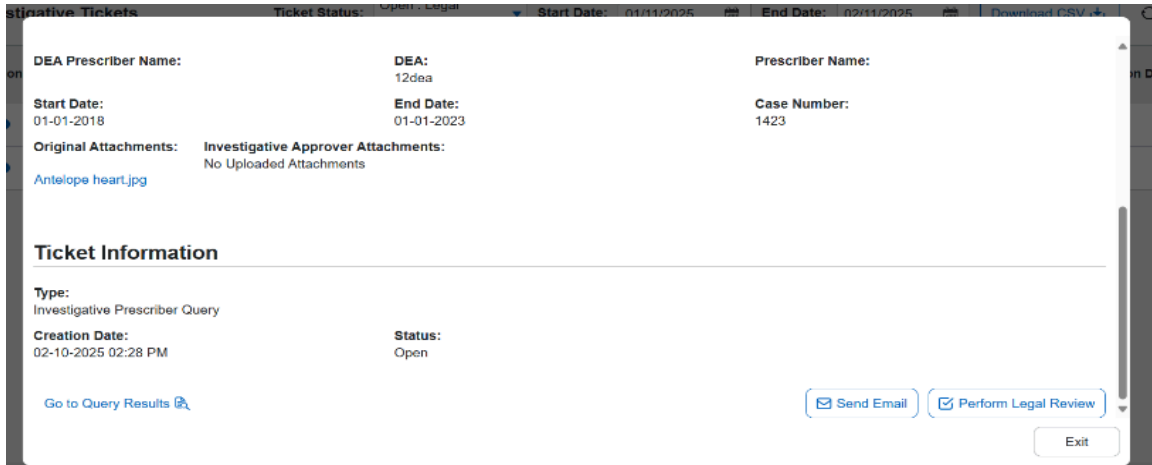 stigative Tickets Ticket Status: Open : Legal Start Date: 01/11/2025 End Date: 02/11/2025 Download CSV
DEA Prescriber Name: DEA: Prescriber Name:
12dea
Start Date: End Date: Case Number:
01-01-2018 01-01-2023 1423
Original Attachments: Investigative Approver Attachments:
No Uploaded Attachments
Antelope heart.jpg
Ticket Information
Type:
Investigative Prescriber Query
Creation Date: Status:
02-10-2025 02:28 PM Open
Go to Query Results Send Email Perform Legal Review
Exit